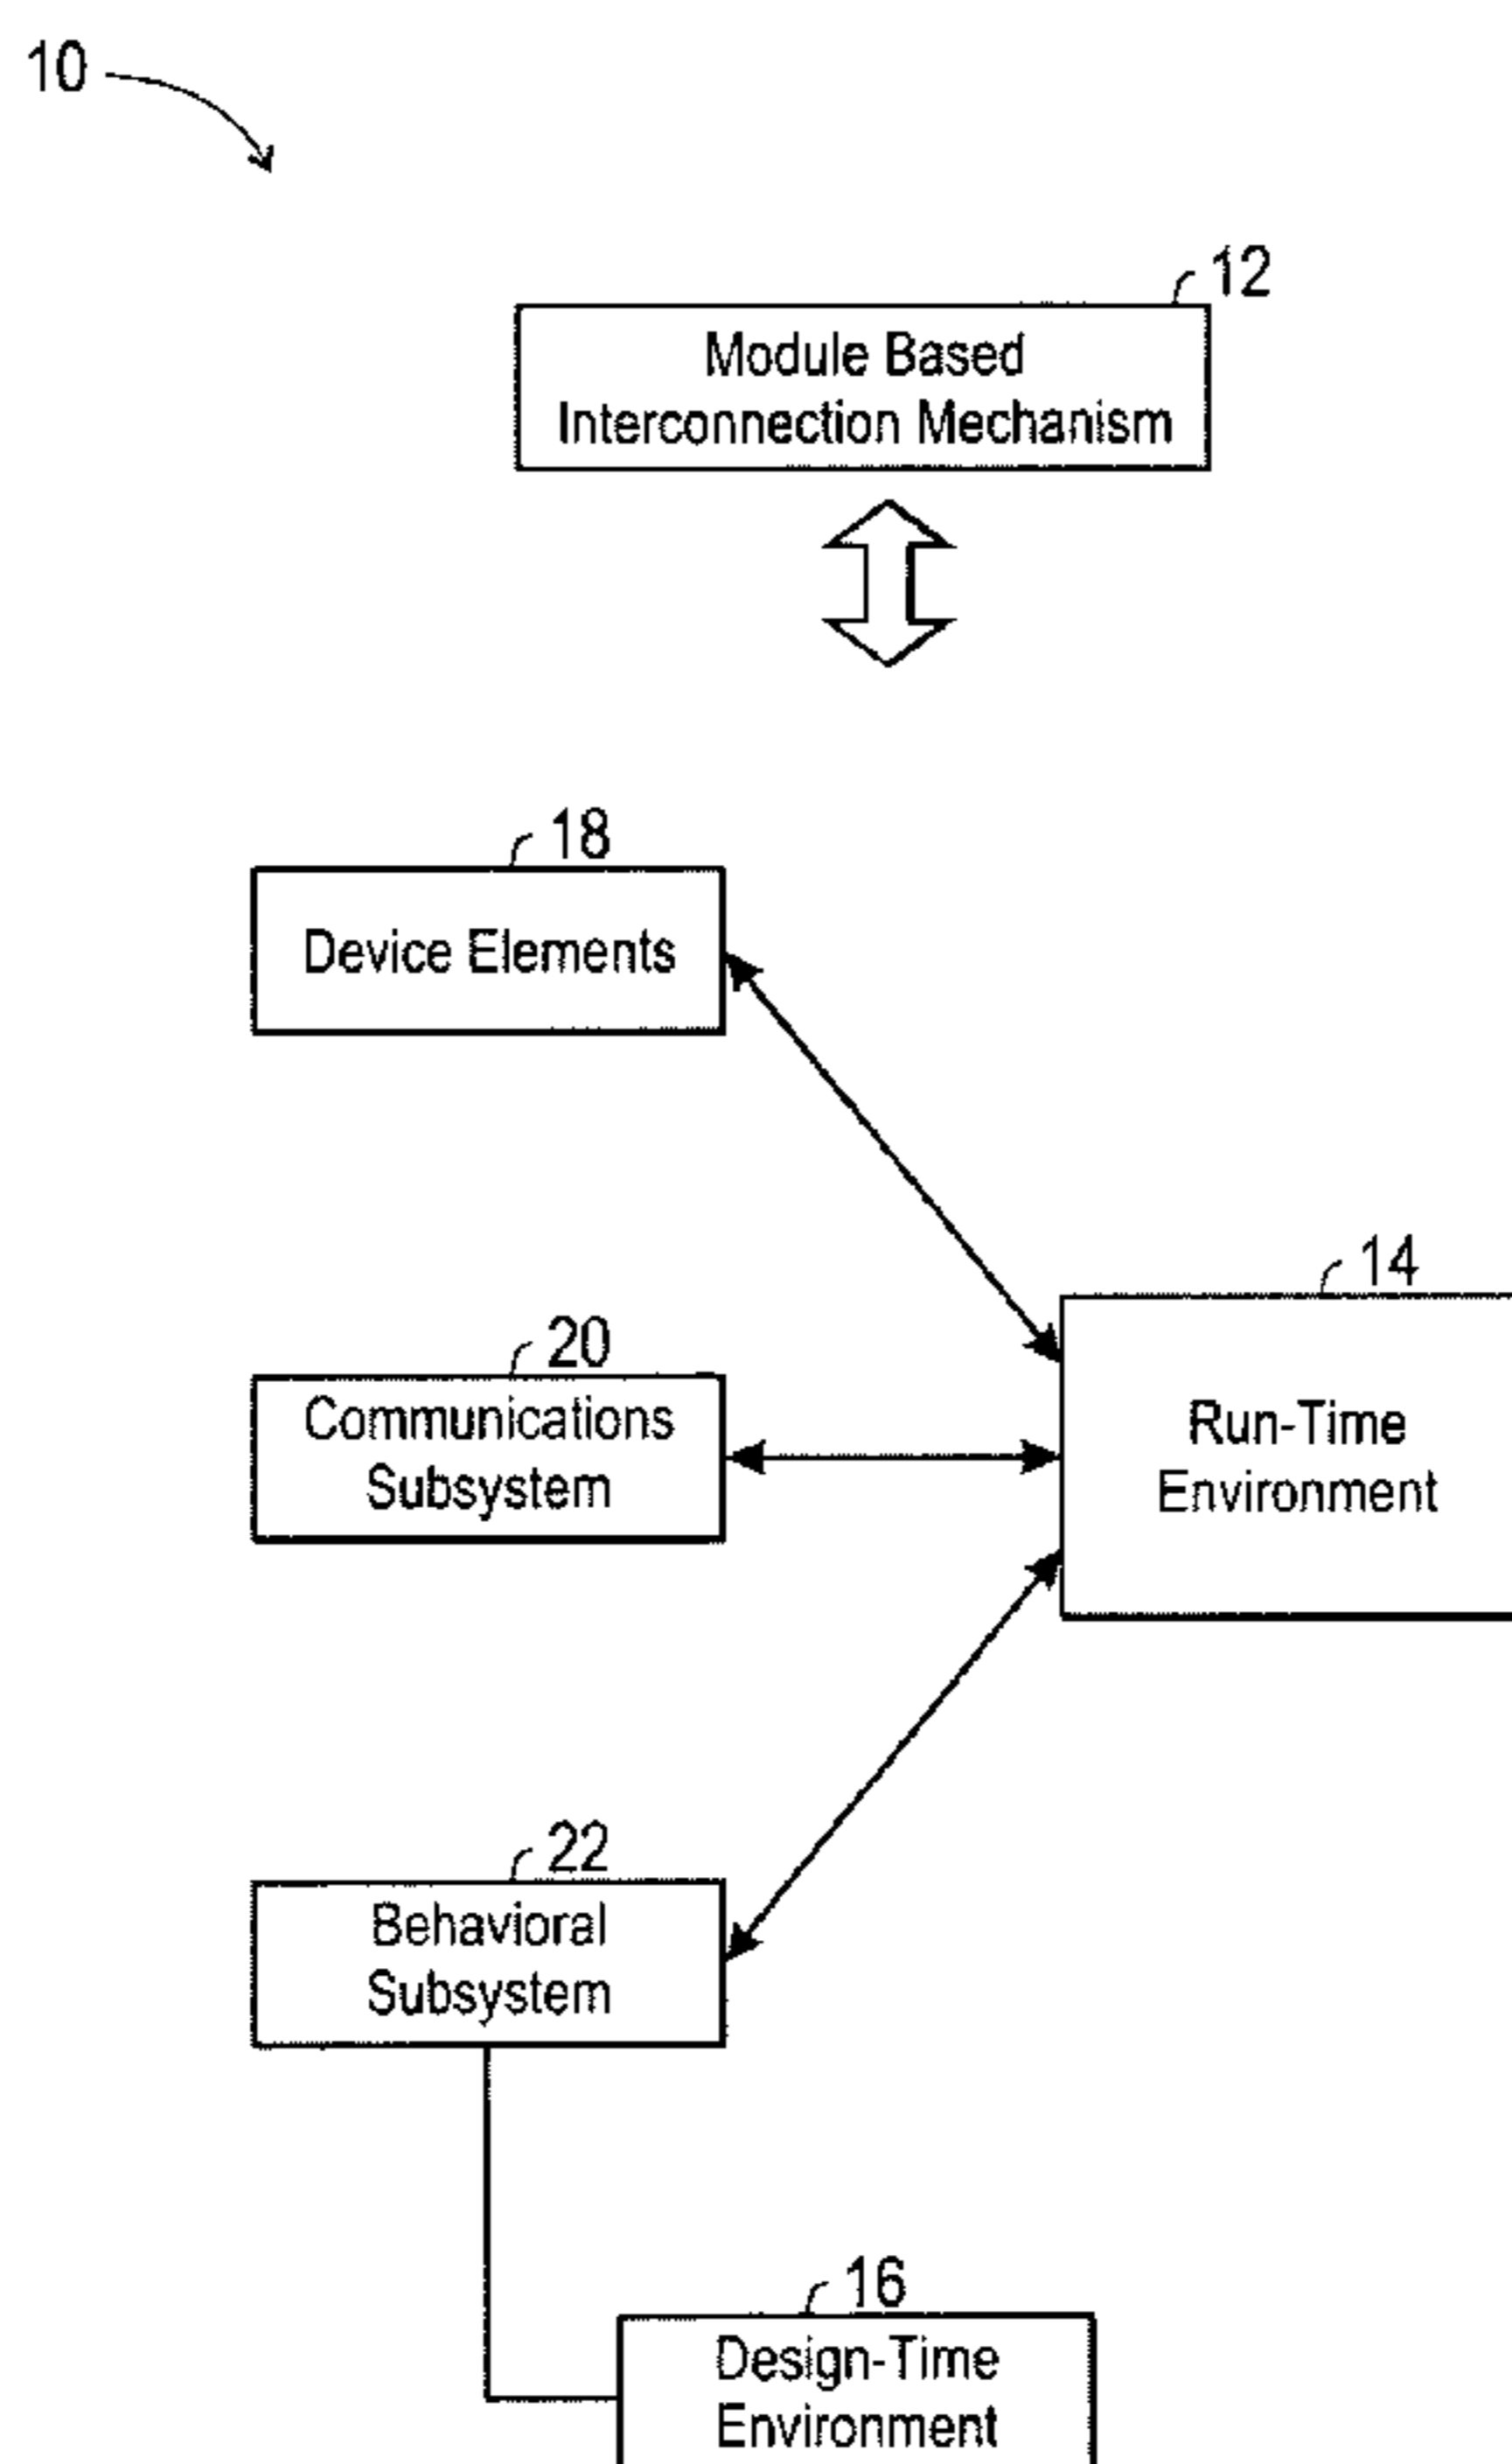 10
12
Module Based
Interconnection Mechanism
18
Device Elements
14
Run-Time
Environment
20
Communications
Subsystem
22
Behavioral
Subsystem
16
Design-Time
Environment